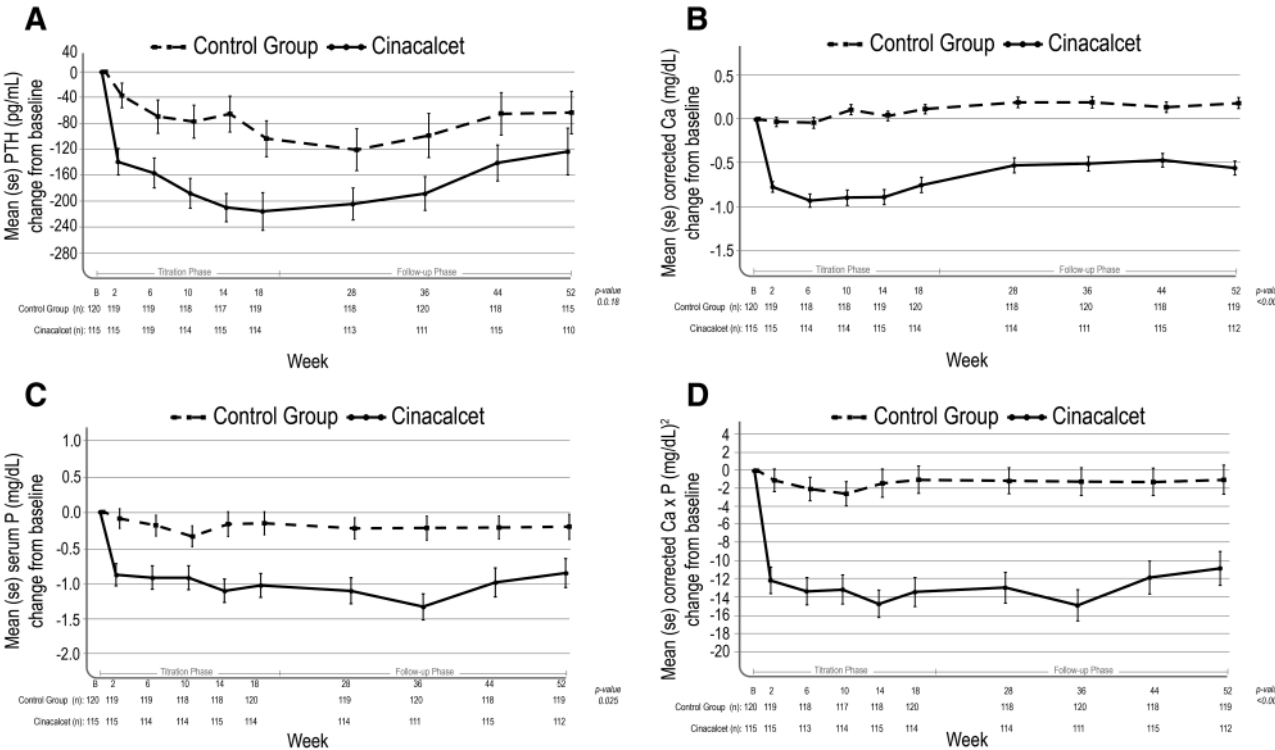 A
Control Group Cinacalcet
Mean (se) PTH (pg/mL)
change from baseline
40
0
-40
-80
-120
-160
-200
-240
-280
Titration Phase Follow-up Phase
B 2 6 10 14 18 28 36 44 52 p-value
0.0.18
Control Group (n): 120 119 119 118 117 119 118 120 118 115
Cinacalcet (n): 115 115 119 114 115 114 113 111 115 110
Week
B
Control Group Cinacalcet
Mean (se) corrected Ca (mg/dL)
change from baseline
0.5
0.0
-0.5
-1.0
-1.5
Titration Phase Follow-up Phase
B 2 6 10 14 18 28 36 44 52
Control Group (n): 120 119 118 118 119 120 118 120 118 119
Cinacalcet (n): 115 115 114 114 115 114 114 111 115 112
Week
C
Control Group Cinacalcet
Mean (se) serum P (mg/dL)
change from baseline
1.0
0.5
0.0
-0.5
-1.0
-1.5
-2.0
Titration Phase Follow-up Phase
B 2 6 10 14 18 28 36 44 52 p-value
0.025
Control Group (n): 120 119 119 118 118 120 119 120 118 119
Cinacalcet (n): 115 115 114 114 115 114 114 111 115 112
Week
D
Control Group Cinacalcet
Mean (se) corrected Ca x P (mg/dL)²
change from baseline
4
2
0
-2
-4
-6
-8
-10
-12
-14
-16
-18
-20
Titration Phase Follow-up Phase
B 2 6 10 14 18 28 36 44 52
Control Group (n): 120 119 118 117 118 120 118 120 118 119
Cinacalcet (n): 115 115 113 114 115 114 114 111 115 112
Week